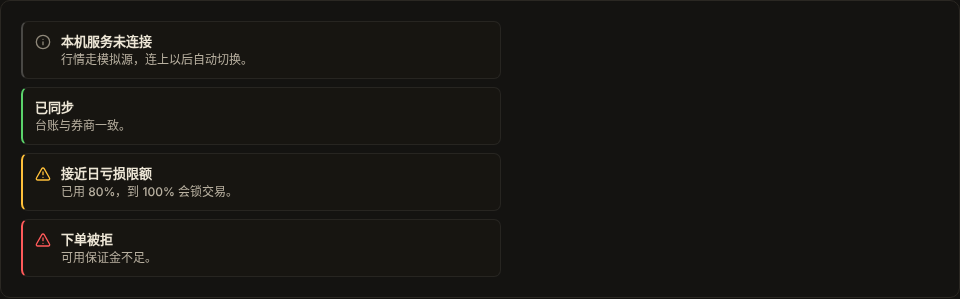 本机服务未连接
行情走模拟源，连上以后自动切换。
已同步
台账与券商一致。
接近日亏损限额
已用 80%，到 100% 会锁交易。
下单被拒
可用保证金不足。